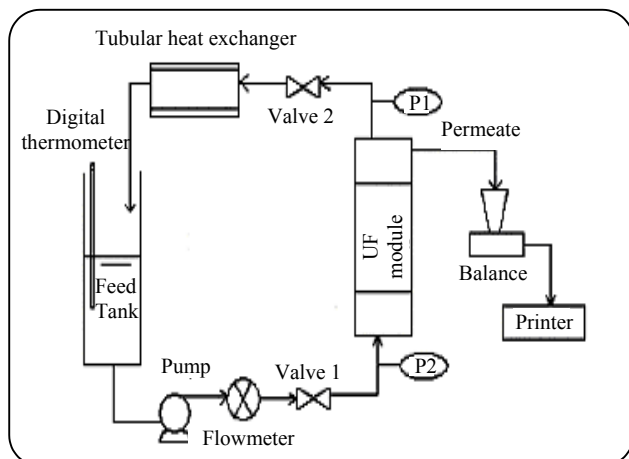 Tubular heat exchanger
P1
Valve 2
Permeate
Digital
thermometer
UF
module
Feed
Tank
Balance
Printer
Pump
Valve 1
P2
Flowmeter